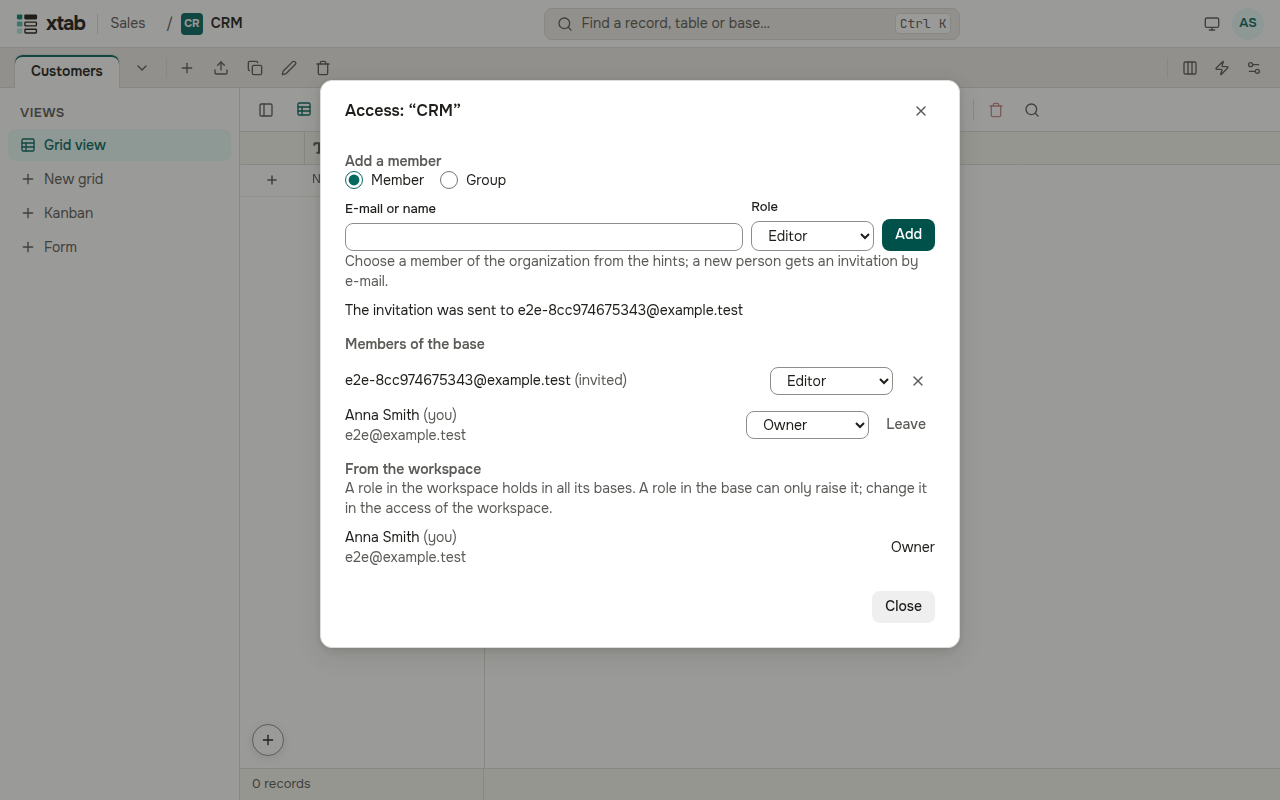 xtab
Sales / CR CRM
Find a record, table or base...
Ctrl K
AS
Customers
VIEWS
Grid view
New grid
Kanban
Form
Access: “CRM”
Add a member
Member
Group
E-mail or name
Role
Editor
Add
Choose a member of the organization from the hints; a new person gets an invitation by
e-mail.
The invitation was sent to e2e-8cc974675343@example.test
Members of the base
e2e-8cc974675343@example.test (invited)
Editor
Anna Smith (you)
e2e@example.test
Owner
Leave
From the workspace
A role in the workspace holds in all its bases. A role in the base can only raise it; change it
in the access of the workspace.
Anna Smith (you)
e2e@example.test
Owner
Close
0 records